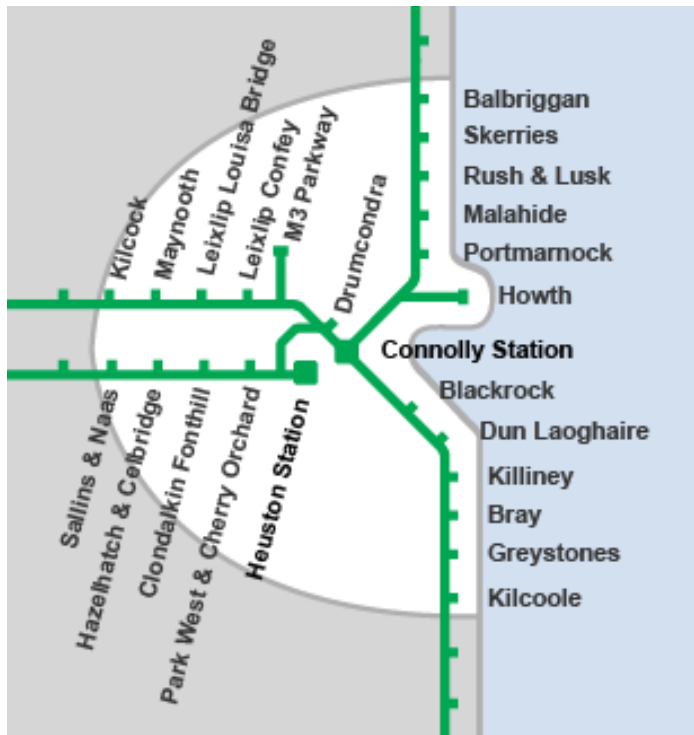 Kilcock
Maynooth
Leixlip Louisa Bridge
Leixlip Confey
M3 Parkway
Drumcondra
Balbriggan
Skerries
Rush & Lusk
Malahide
Portmarnock
Howth
Connolly Station
Blackrock
Dun Laoghaire
Killiney
Bray
Greystones
Kilcoole
Sallins & Naas
Hazelhatch & Celbridge
Clondalkin Fonthill
Park West & Cherry Orchard
Heuston Station